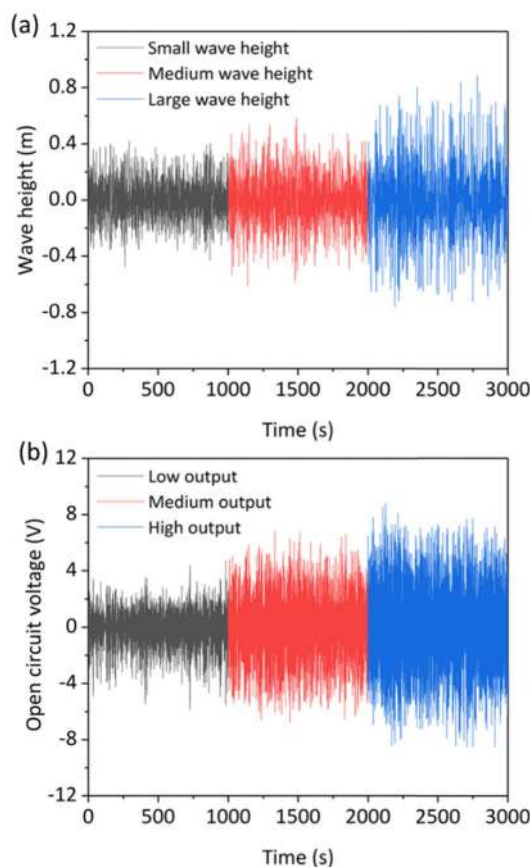 (a)
1.2
0.8
0.4
0.0
-0.4
-0.8
-1.2
Wave height (m)
Small wave height
Medium wave height
Large wave height
0 500 1000 1500 2000 2500 3000
Time (s)
(b)
12
8
4
0
-4
-8
-12
Open circuit voltage (V)
Low output
Medium output
High output
0 500 1000 1500 2000 2500 3000
Time (s)